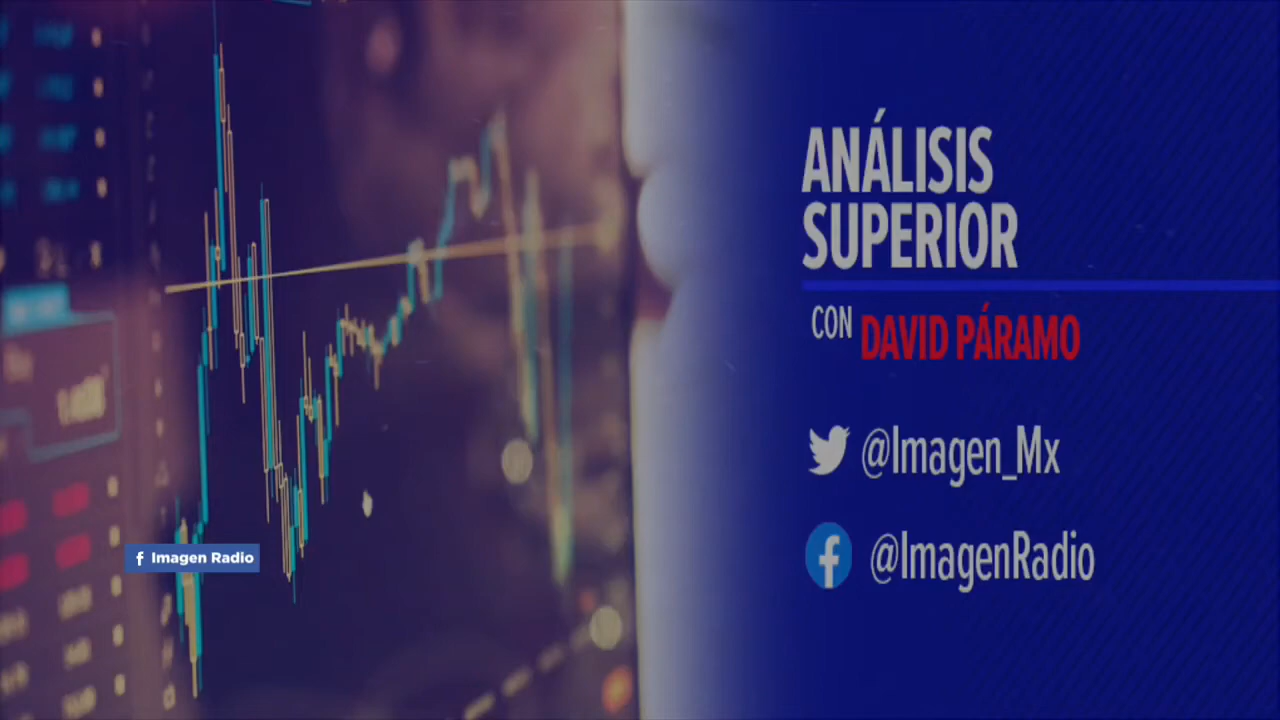 ANÁLISIS
SUPERIOR
CON DAVID PÁRAMO
@Imagen_Mx
@ImagenRadio
Imagen Radio